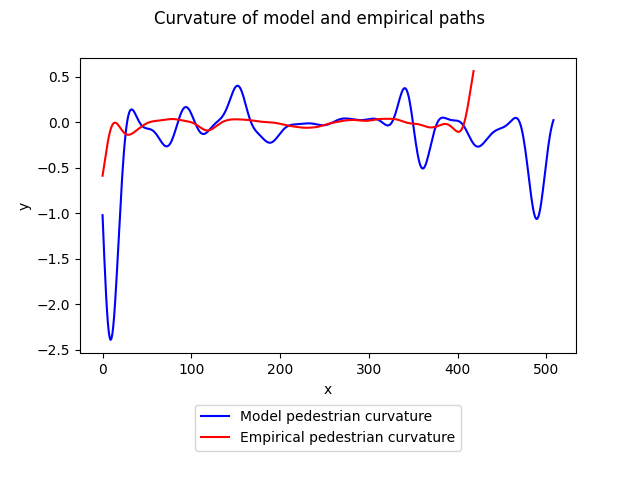 Curvature of model and empirical paths
0.5
0.0
−0.5
−1.0
−1.5
−2.0
−2.5
y
0 100 200 300 400 500
x
Model pedestrian curvature
Empirical pedestrian curvature